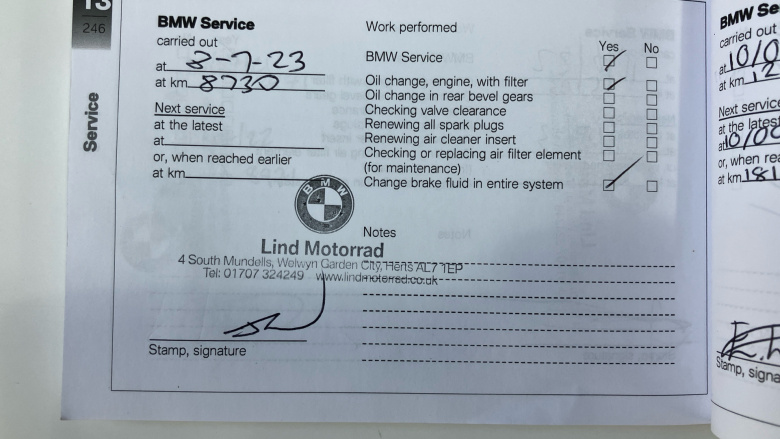 13
246
Service
BMW Service
carried out
at 8-7-23
at km 8730
Next service
at the latest
at
or, when reached earlier
at km
BMW
Lind Motorrad
4 South Mundells, Welwyn Garden City, Herts AL7 1EP
Tel: 01707 324249 www.lindmotorrad.co.uk
Stamp, signature
Work performed
Yes No
BMW Service
Oil change, engine, with filter
Oil change in rear bevel gears
Checking valve clearance
Renewing all spark plugs
Renewing air cleaner insert
Checking or replacing air filter element
(for maintenance)
Change brake fluid in entire system
Notes
BMW Se
carried out
at 10/0
at km 12
Next service
at the latest
at 10/00
or, when rea
at km 181
Stamp, signa